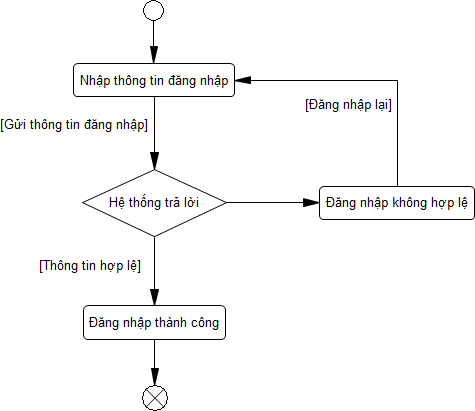 Nhập thông tin đăng nhập
[Đăng nhập lại]
[Gửi thông tin đăng nhập]
Hệ thống trả lời
Đăng nhập không hợp lệ
[Thông tin hợp lệ]
Đăng nhập thành công